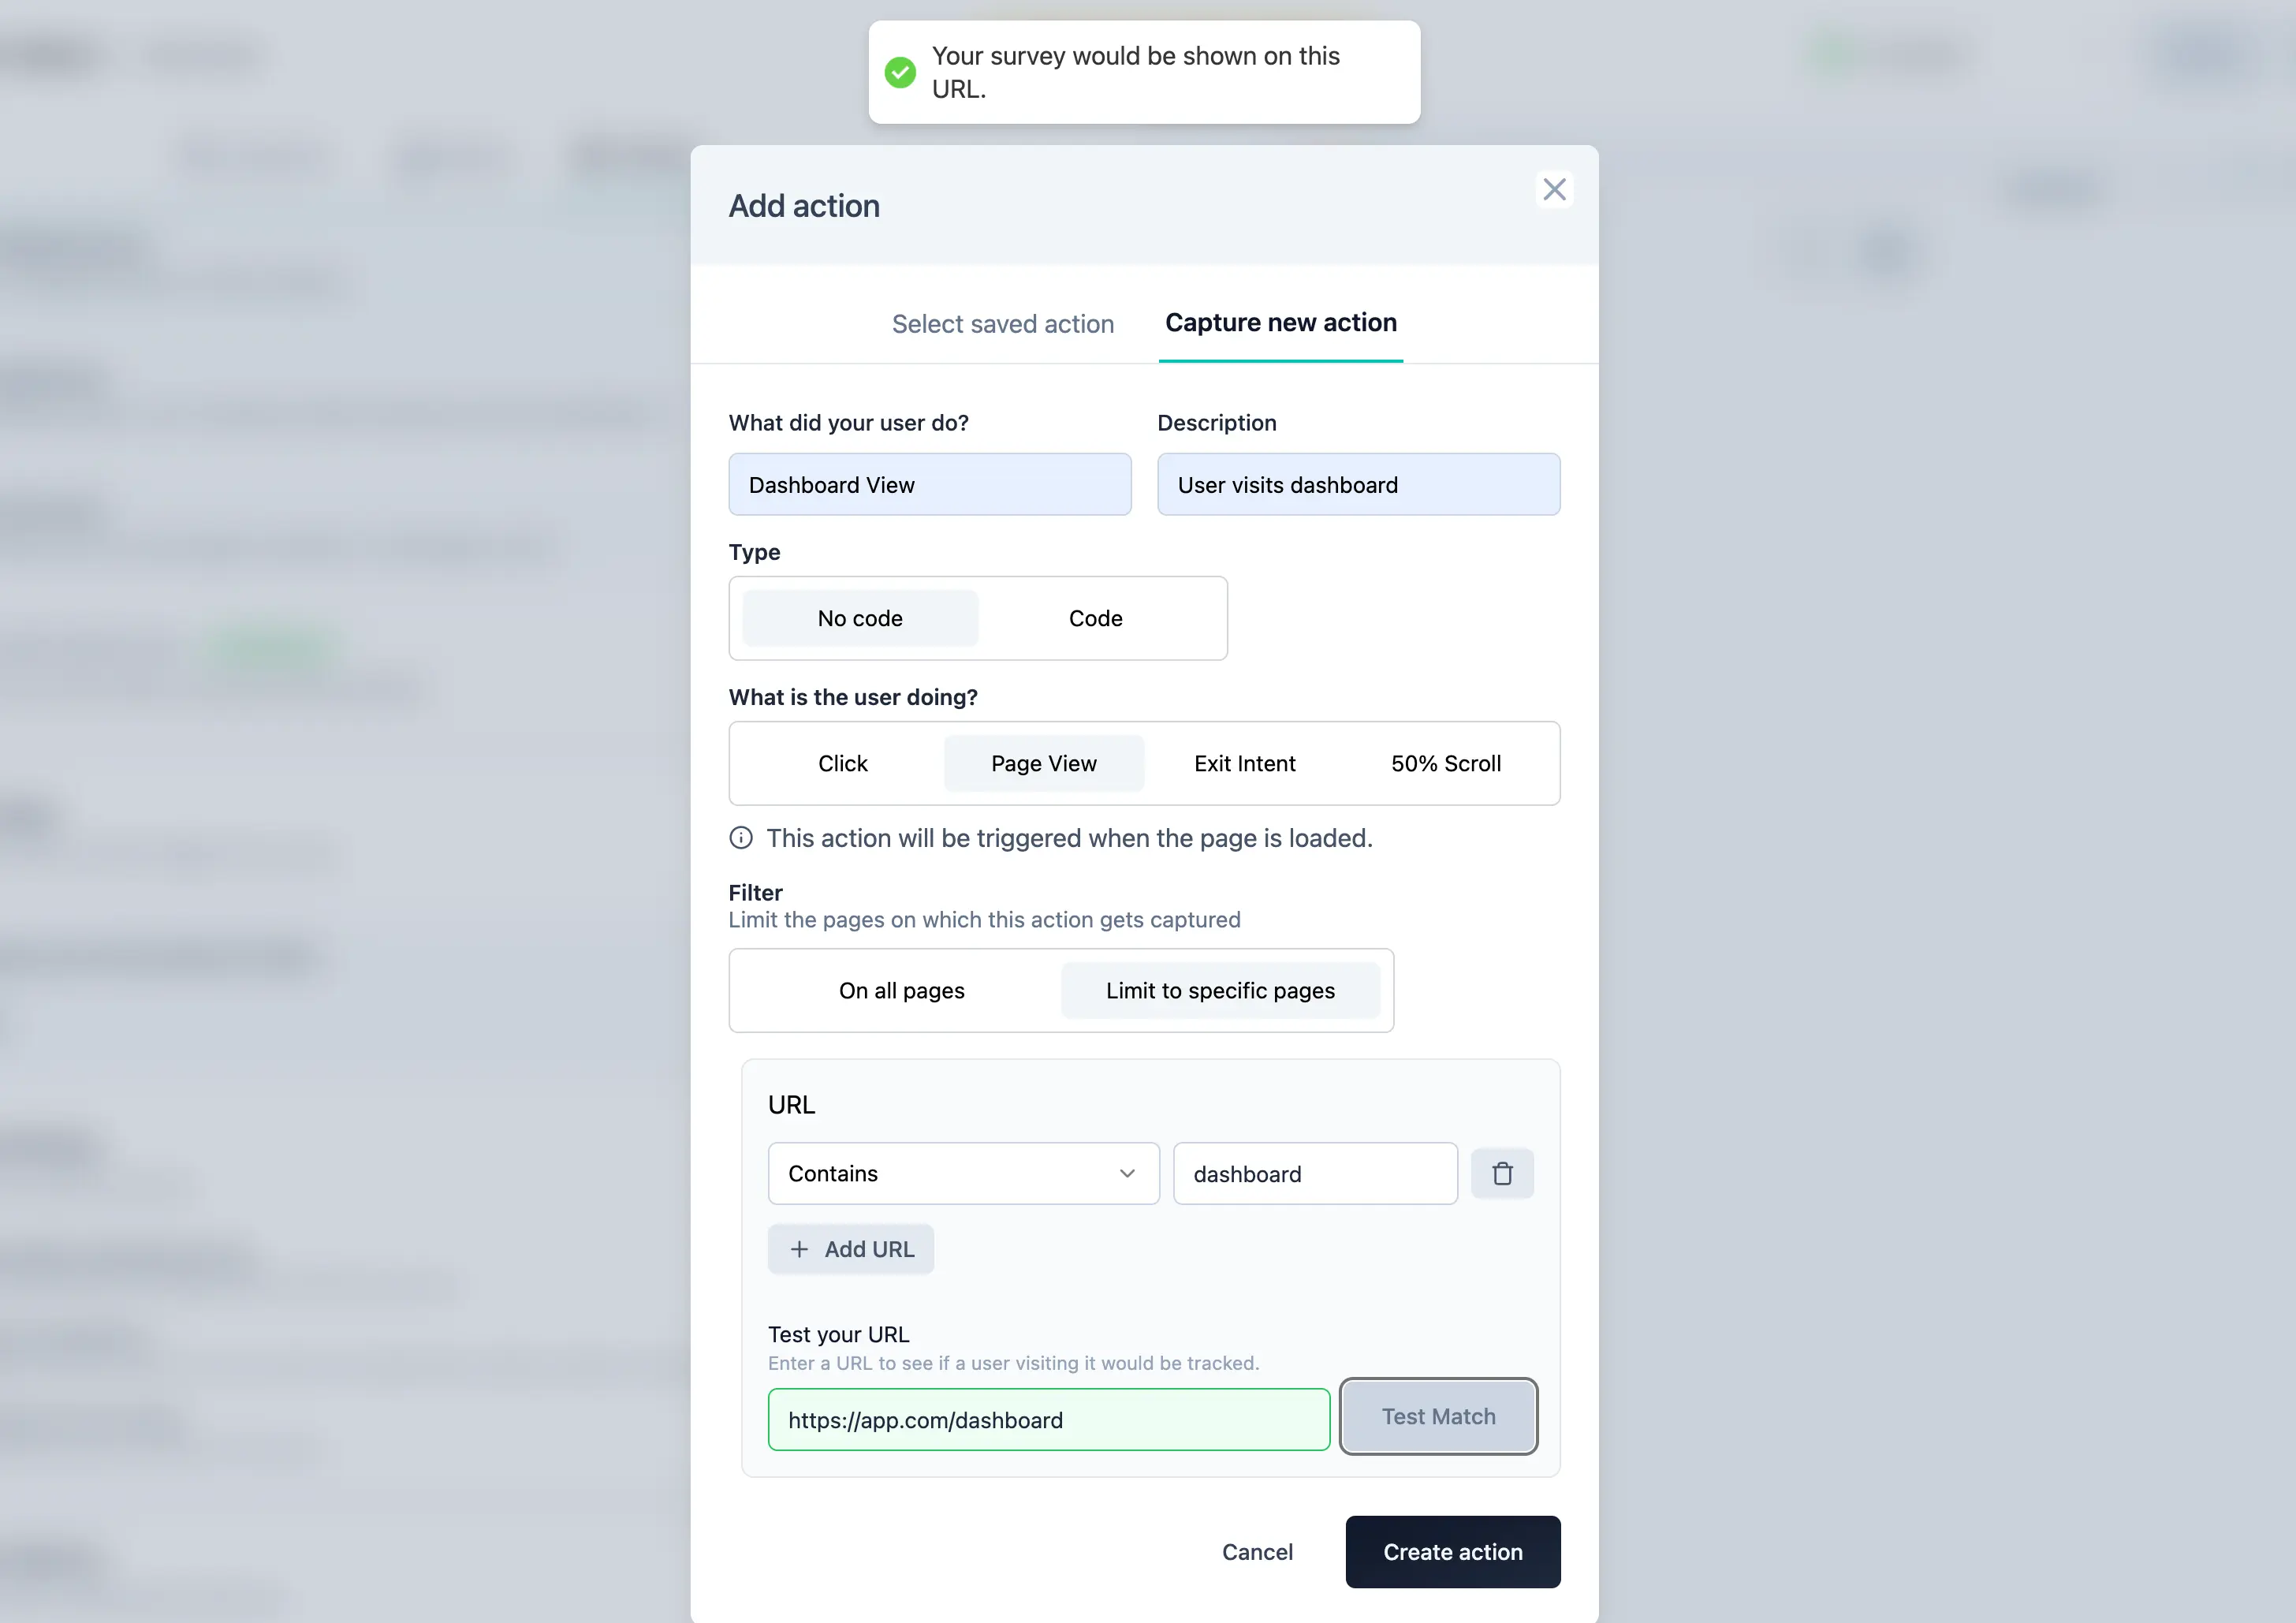 Your survey would be shown on this
URL.
Add action
Select saved action
Capture new action
What did your user do?
Description
Dashboard View
User visits dashboard
Type
No code
Code
What is the user doing?
Click
Page View
Exit Intent
50% Scroll
This action will be triggered when the page is loaded.
Filter
Limit the pages on which this action gets captured
On all pages
Limit to specific pages
URL
Contains
dashboard
Add URL
Test your URL
Enter a URL to see if a user visiting it would be tracked.
https://app.com/dashboard
Test Match
Cancel
Create action